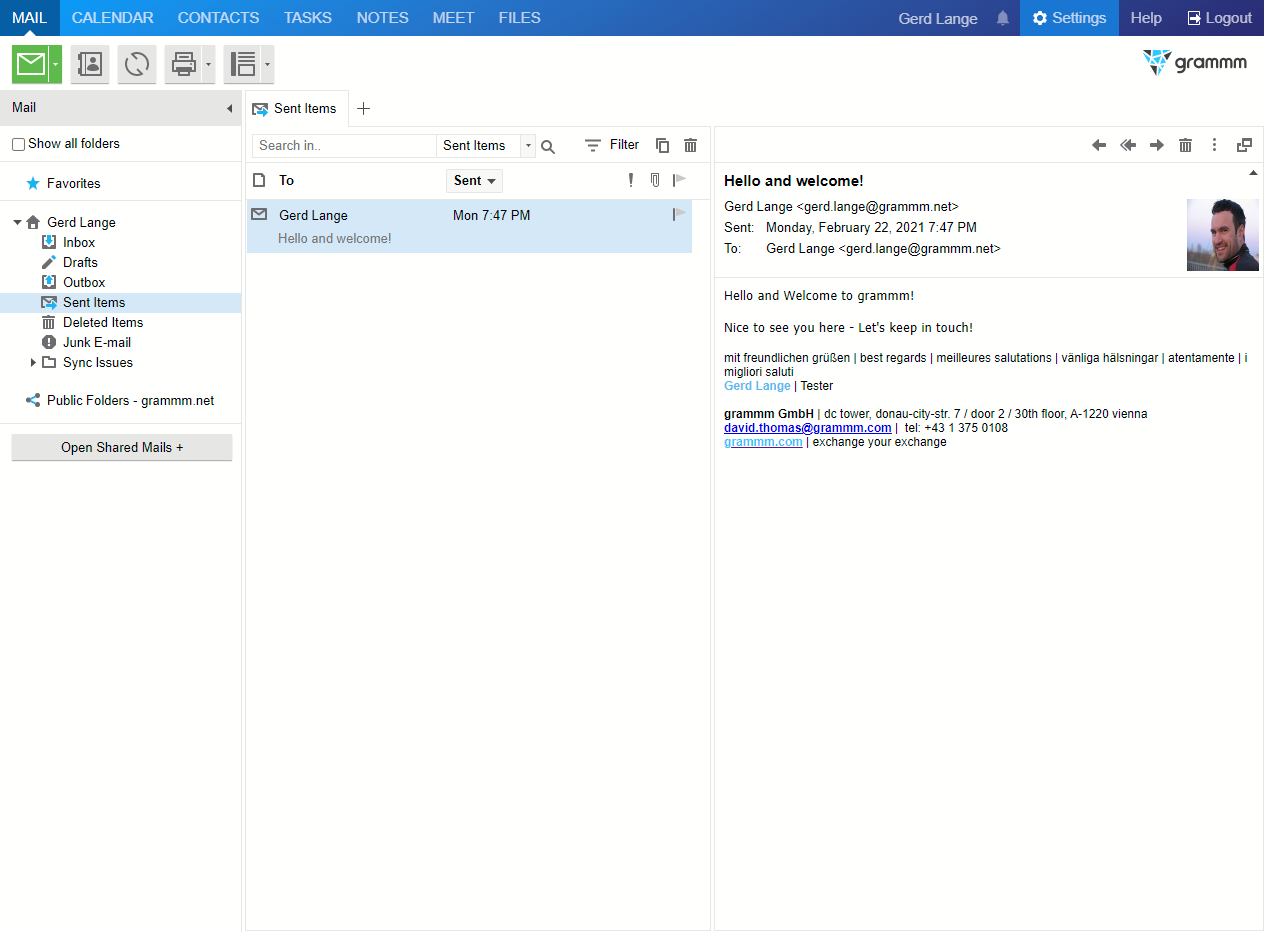 MAIL CALENDAR CONTACTS TASKS NOTES MEET FILES Gerd Lange Settings Help Logout
grammm
Mail
Show all folders
Favorites
Gerd Lange
Inbox
Drafts
Outbox
Sent Items
Deleted Items
Junk E-mail
Sync Issues
Public Folders - grammm.net
Open Shared Mails +
Sent Items
Search in.. Sent Items Filter
To Sent
Gerd Lange Mon 7:47 PM
Hello and welcome!
Hello and welcome!
Gerd Lange <gerd.lange@grammm.net>
Sent: Monday, February 22, 2021 7:47 PM
To: Gerd Lange <gerd.lange@grammm.net>
Hello and Welcome to grammm!
Nice to see you here - Let's keep in touch!
mit freundlichen grüßen | best regards | meilleures salutations | vänliga hälsningar | atentamente | i
migliori saluti
Gerd Lange | Tester
grammm GmbH | dc tower, donau-city-str. 7 / door 2 / 30th floor, A-1220 vienna
david.thomas@grammm.com | tel: +43 1 375 0108
grammm.com | exchange your exchange